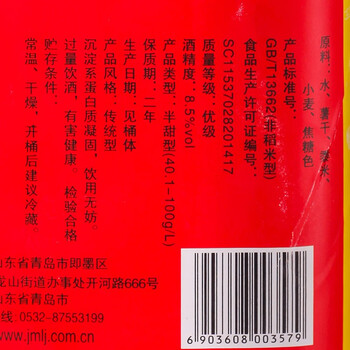 原料：水、薯干、黍米、
小麦、焦糖色
产品标准号：
GB/T13662(非稻米型)
食品生产许可证编号：
SC11537028201417
质量等级：优级
酒精度：8.5%vol
产品类型：半甜型(40.1-100g/L)
保质期：二年
生产日期：见桶体
产品风格：传统型
沉淀系蛋白质凝固，饮用无妨。
过量饮酒，有害健康。检验合格
贮存条件：
常温、干燥，开桶后建议冷藏。
山东省青岛市即墨区
龙山街道办事处开河路666号
话: 0532-87553199
w.jmlj.com.cn
6903608003579